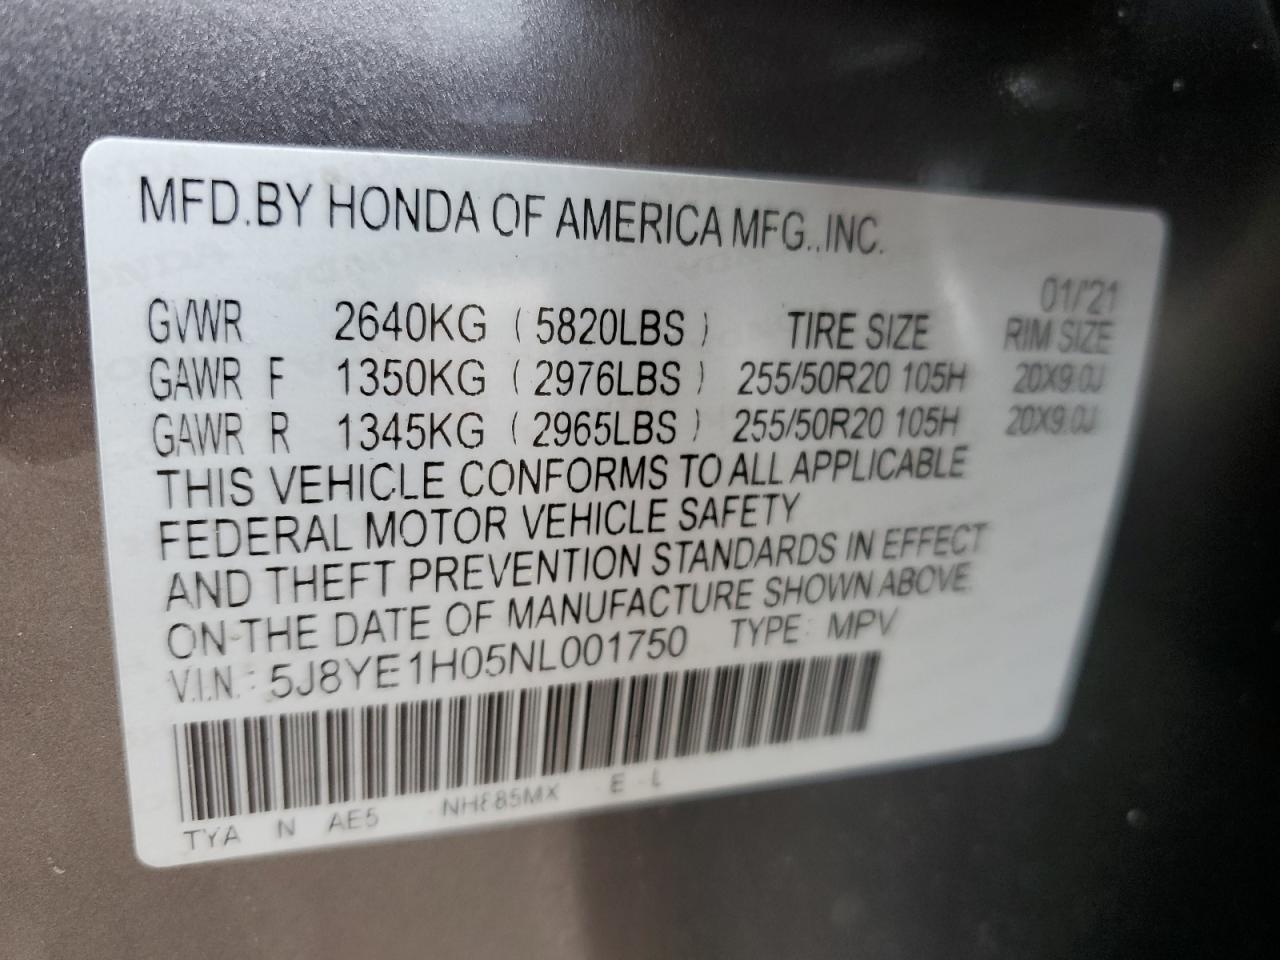 MFD.BY HONDA OF AMERICA MFG.,INC.
01/'21
GVWR 2640KG ( 5820LBS ) TIRE SIZE RIM SIZE
GAWR F 1350KG ( 2976LBS ) 255/50R20 105H 20X9.0J
GAWR R 1345KG ( 2965LBS ) 255/50R20 105H 20X9.0J
THIS VEHICLE CONFORMS TO ALL APPLICABLE
FEDERAL MOTOR VEHICLE SAFETY
AND THEFT PREVENTION STANDARDS IN EFFECT
ON THE DATE OF MANUFACTURE SHOWN ABOVE.
V.I.N.: 5J8YE1H05NL001750 TYPE: MPV
TYA N AE5 E - L